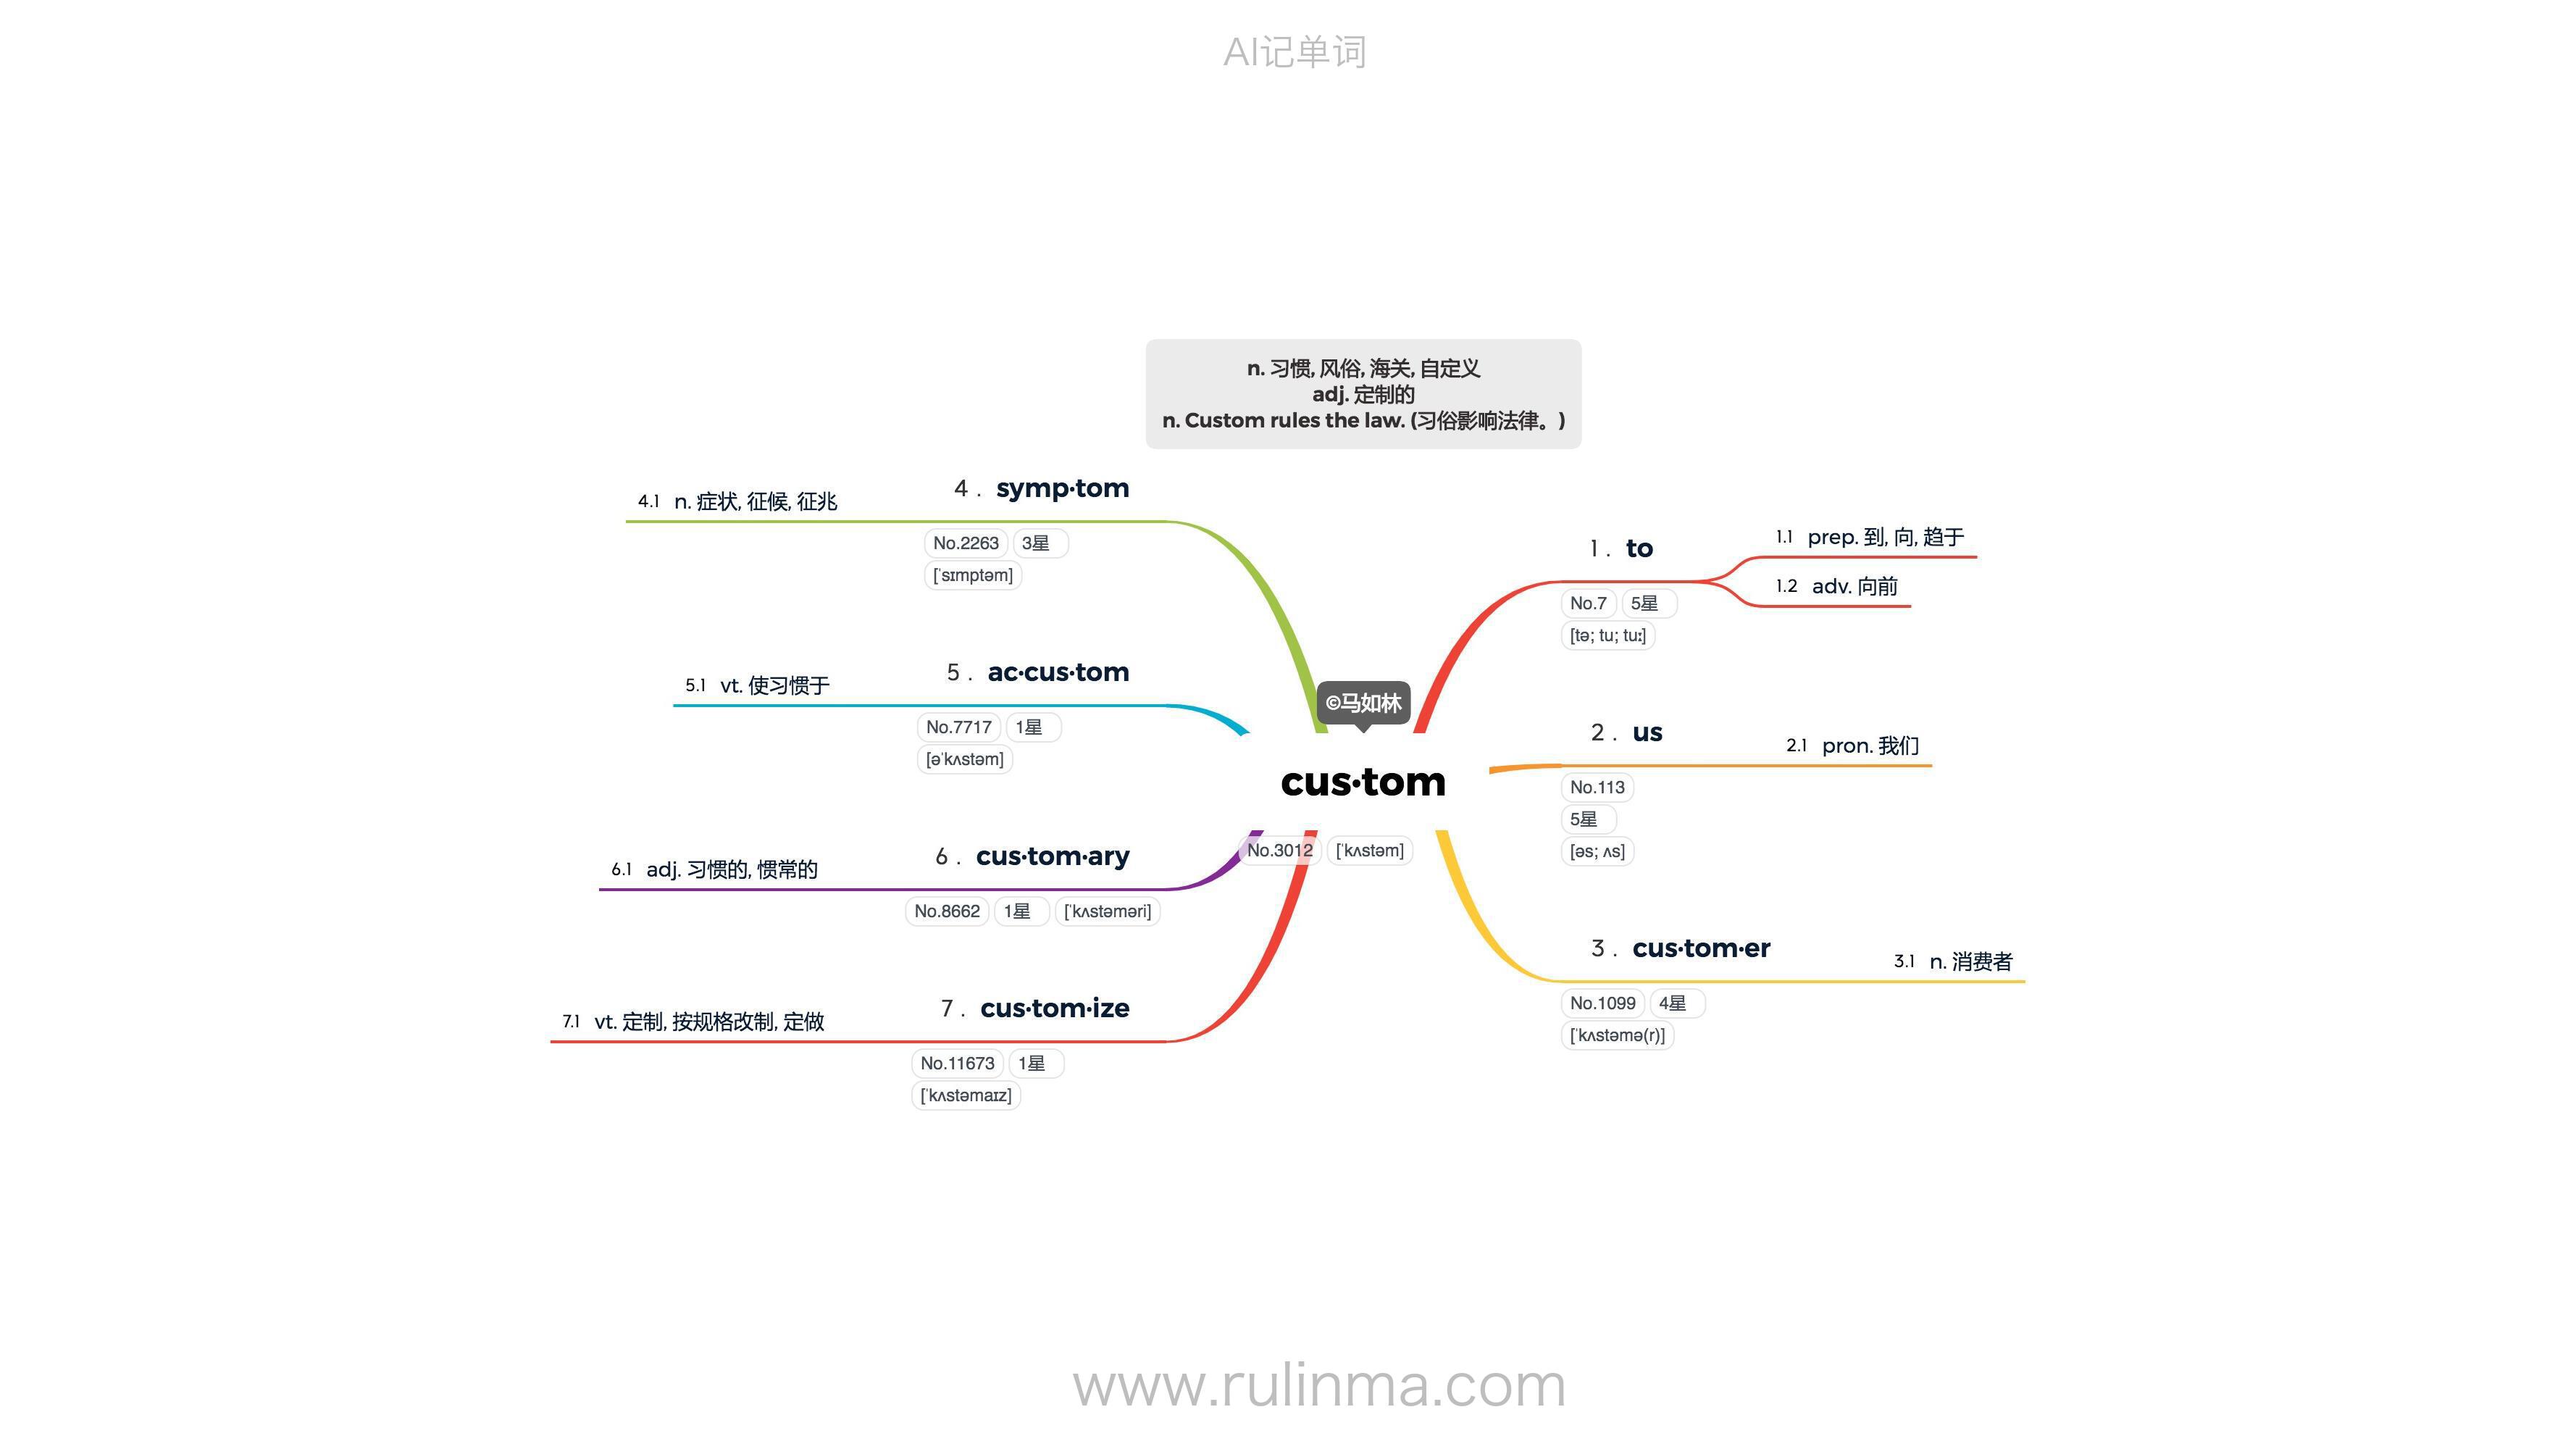 AI记单词
n. 习惯, 风俗, 海关, 自定义
adj. 定制的
n. Custom rules the law. (习俗影响法律。)
©马如林
cus·tom
No.3012 [ˈkʌstəm]
1 . to
No.7 5星
[tə; tu; tuː]
1.1 prep. 到, 向, 趋于
1.2 adv. 向前
2 . us
No.113
5星
[əs; ʌs]
2.1 pron. 我们
3 . cus·tom·er
No.1099 4星
[ˈkʌstəmə(r)]
3.1 n. 消费者
4 . symp·tom
No.2263 3星
[ˈsɪmptəm]
4.1 n. 症状, 征候, 征兆
5 . ac·cus·tom
No.7717 1星
[əˈkʌstəm]
5.1 vt. 使习惯于
6 . cus·tom·ary
No.8662 1星 [ˈkʌstəməri]
6.1 adj. 习惯的, 惯常的
7 . cus·tom·ize
No.11673 1星
[ˈkʌstəmaɪz]
7.1 vt. 定制, 按规格改制, 定做
www.rulinma.com